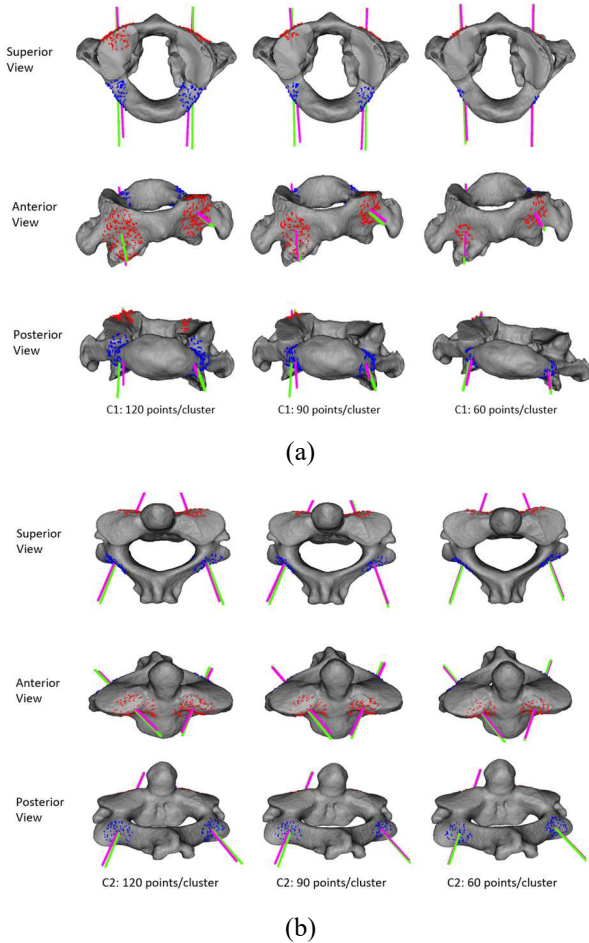 Superior
View
Anterior
View
Posterior
View
C1: 120 points/cluster C1: 90 points/cluster C1: 60 points/cluster
(a)
Superior
View
Anterior
View
Posterior
View
C2: 120 points/cluster C2: 90 points/cluster C2: 60 points/cluster
(b)